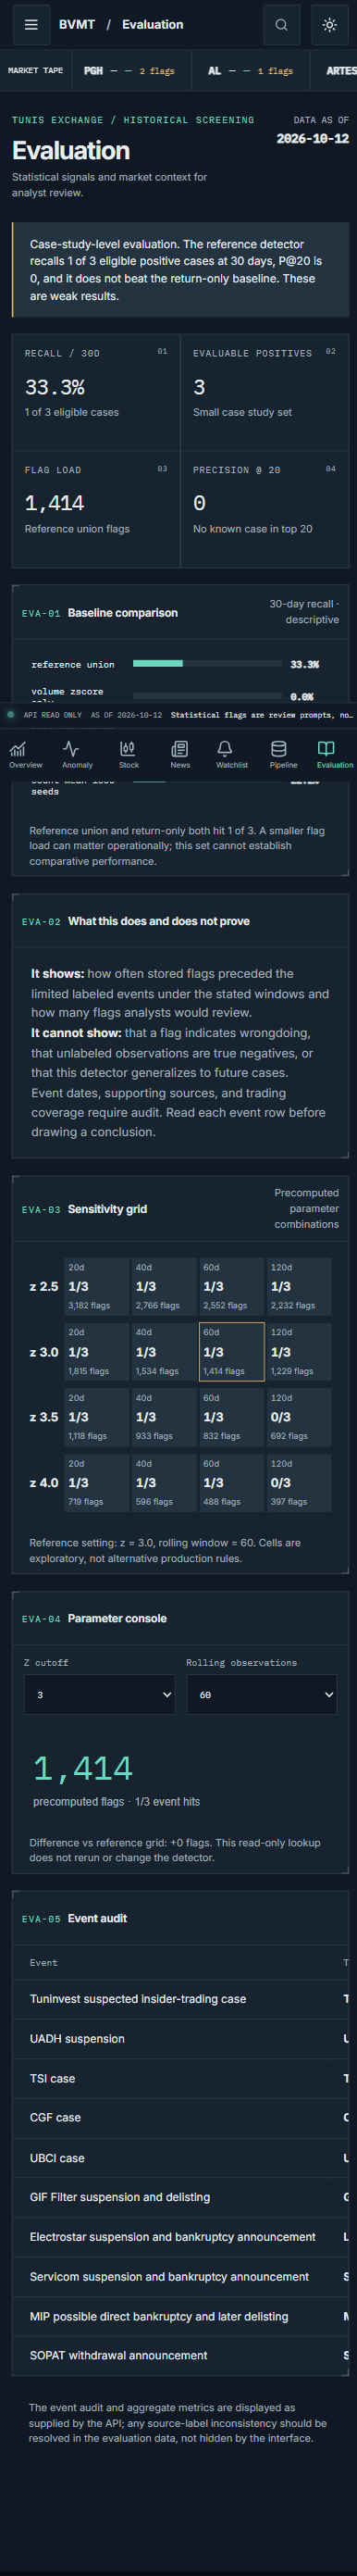 BVMT / Evaluation
MARKET TAPE PGH — — 2 flags AL — — 1 flags ARTES
TUNIS EXCHANGE / HISTORICAL SCREENING
DATA AS OF
Evaluation
2026-10-12
Statistical signals and market context for
analyst review.
Case-study-level evaluation. The reference detector
recalls 1 of 3 eligible positive cases at 30 days, P@20 is
0, and it does not beat the return-only baseline. These
are weak results.
RECALL / 30D 01
33.3%
1 of 3 eligible cases
EVALUABLE POSITIVES 02
3
Small case study set
FLAG LOAD 03
1,414
Reference union flags
PRECISION @ 20 04
0
No known case in top 20
EVA-01 Baseline comparison
30-day recall ·
descriptive
reference union 33.3%
volume zscore 0.0%
API READ ONLY AS OF 2026-10-12 Statistical flags are review prompts, no…
Overview Anomaly Stock News Watchlist Pipeline Evaluation
seeds
Reference union and return-only both hit 1 of 3. A smaller flag
load can matter operationally; this set cannot establish
comparative performance.
EVA-02 What this does and does not prove
It shows: how often stored flags preceded the
limited labeled events under the stated windows and
how many flags analysts would review.
It cannot show: that a flag indicates wrongdoing,
that unlabeled observations are true negatives, or
that this detector generalizes to future cases.
Event dates, supporting sources, and trading
coverage require audit. Read each event row before
drawing a conclusion.
EVA-03 Sensitivity grid
Precomputed
parameter
combinations
20d 40d 60d 120d
z 2.5 1/3 1/3 1/3 1/3
3,182 flags 2,766 flags 2,552 flags 2,232 flags
20d 40d 60d 120d
z 3.0 1/3 1/3 1/3 1/3
1,815 flags 1,534 flags 1,414 flags 1,229 flags
20d 40d 60d 120d
z 3.5 1/3 1/3 1/3 0/3
1,118 flags 933 flags 832 flags 692 flags
20d 40d 60d 120d
z 4.0 1/3 1/3 1/3 0/3
719 flags 596 flags 488 flags 397 flags
Reference setting: z = 3.0, rolling window = 60. Cells are
exploratory, not alternative production rules.
EVA-04 Parameter console
Z cutoff Rolling observations
3 60
1,414
precomputed flags · 1/3 event hits
Difference vs reference grid: +0 flags. This read-only lookup
does not rerun or change the detector.
EVA-05 Event audit
Event T
Tuninvest suspected insider-trading case T
UADH suspension U
TSI case T
CGF case C
UBCI case U
GIF Filter suspension and delisting G
Electrostar suspension and bankruptcy announcement L
Servicom suspension and bankruptcy announcement S
MIP possible direct bankruptcy and later delisting M
SOPAT withdrawal announcement S
The event audit and aggregate metrics are displayed as
supplied by the API; any source-label inconsistency should be
resolved in the evaluation data, not hidden by the interface.